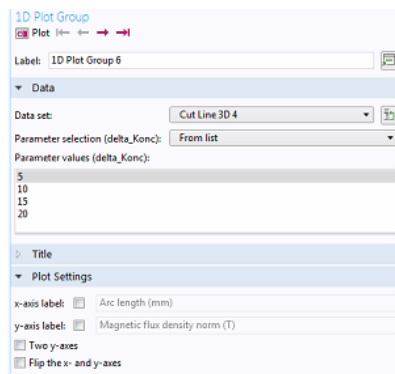 1D Plot Group
Plot
Label: 1D Plot Group 6
Data
Data set: Cut Line 3D 4
Parameter selection (delta_Konc): From list
Parameter values (delta_Konc):
5
10
15
20
Title
Plot Settings
x-axis label: Arc length (mm)
y-axis label: Magnetic flux density norm (T)
Two y-axes
Flip the x- and y-axes